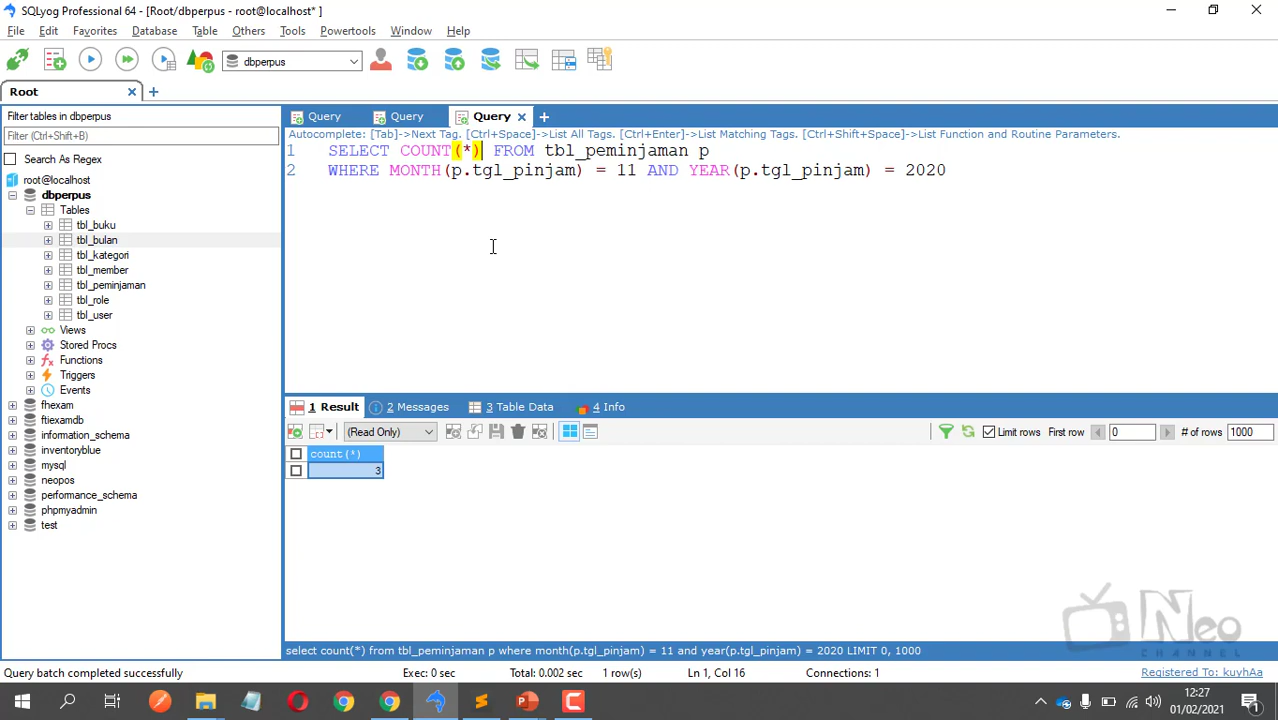 SQLyog Professional 64 - [Root/dbperpus - root@localhost* ]
File Edit Favorites Database Table Others Tools Powertools Window Help
dbperpus
Root
Filter tables in dbperpus
Filter (Ctrl+Shift+B)
Search As Regex
root@localhost
dbperpus
Tables
tbl_buku
tbl_bulan
tbl_kategori
tbl_member
tbl_peminjaman
tbl_role
tbl_user
Views
Stored Procs
Functions
Triggers
Events
fhexam
ftiexamdb
information_schema
inventoryblue
mysql
neopos
performance_schema
phpmyadmin
test
Query Query Query
Autocomplete: [Tab]->Next Tag. [Ctrl+Space]->List All Tags. [Ctrl+Enter]->List Matching Tags. [Ctrl+Shift+Space]->List Function and Routine Parameters.
1 SELECT COUNT(*) FROM tbl_peminjaman p
2 WHERE MONTH(p.tgl_pinjam) = 11 AND YEAR(p.tgl_pinjam) = 2020
1 Result 2 Messages 3 Table Data 4 Info
(Read Only) Limit rows First row 0 # of rows 1000
count(*)
3
Neo
CHANNEL
select count(*) from tbl_peminjaman p where month(p.tgl_pinjam) = 11 and year(p.tgl_pinjam) = 2020 LIMIT 0, 1000
Query batch completed successfully Exec: 0 sec Total: 0.002 sec 1 row(s) Ln 1, Col 16 Connections: 1 Registered To: kuyhAa
12:27
01/02/2021